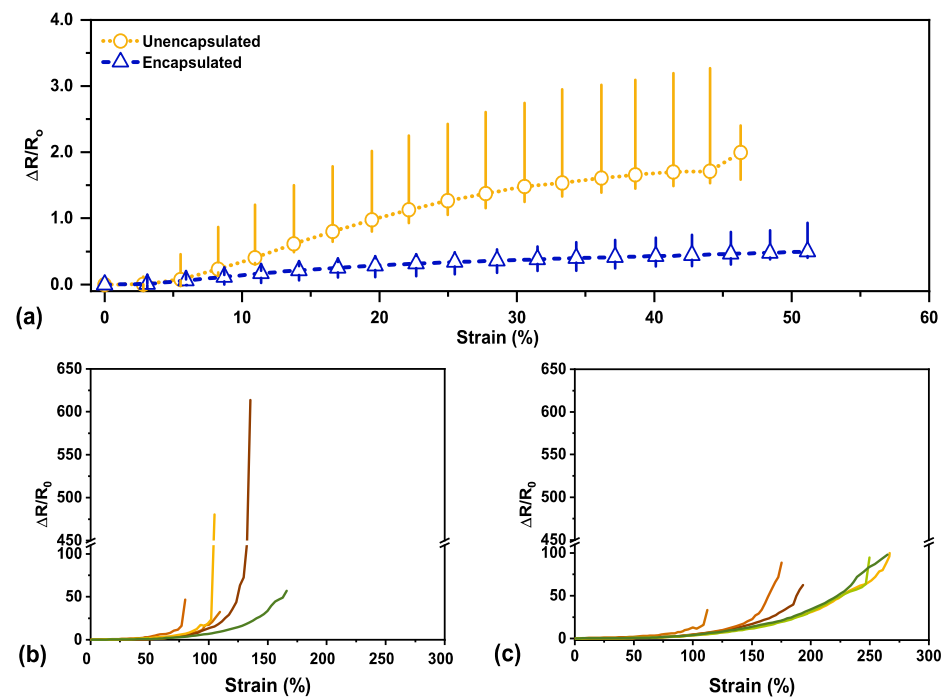 4.0
Unencapsulated
Encapsulated
3.0
2.0
1.0
0.0
ΔR/Ro
(a)
0 10 20 30 40 50 60
Strain (%)
650
600
550
500
450
100
50
0
ΔR/R0
(b)
0 50 100 150 200 250 300
Strain (%)
650
600
550
500
450
100
50
0
ΔR/R0
(c)
0 50 100 150 200 250 300
Strain (%)